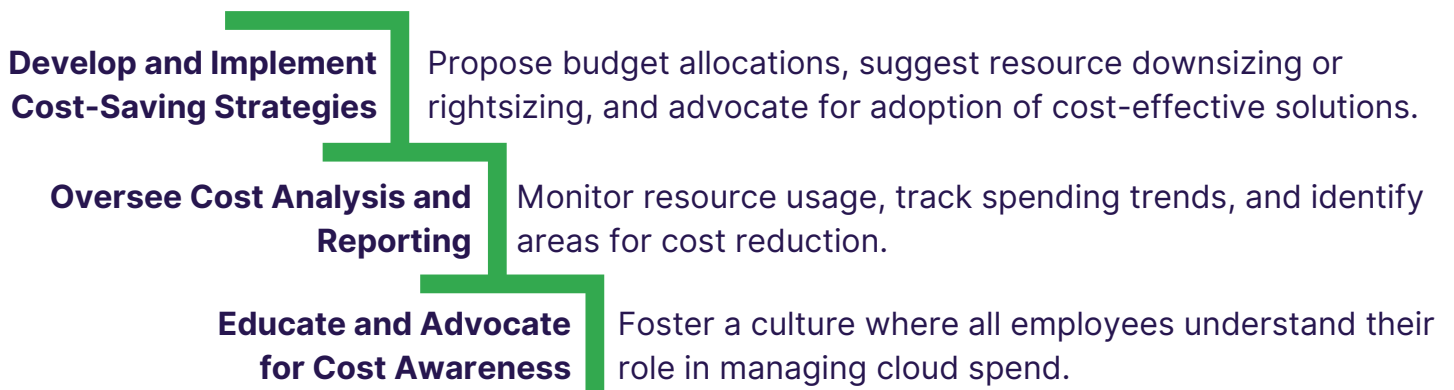 Develop and Implement
Cost-Saving Strategies
Propose budget allocations, suggest resource downsizing or
rightsizing, and advocate for adoption of cost-effective solutions.
Oversee Cost Analysis and
Reporting
Monitor resource usage, track spending trends, and identify
areas for cost reduction.
Educate and Advocate
for Cost Awareness
Foster a culture where all employees understand their
role in managing cloud spend.